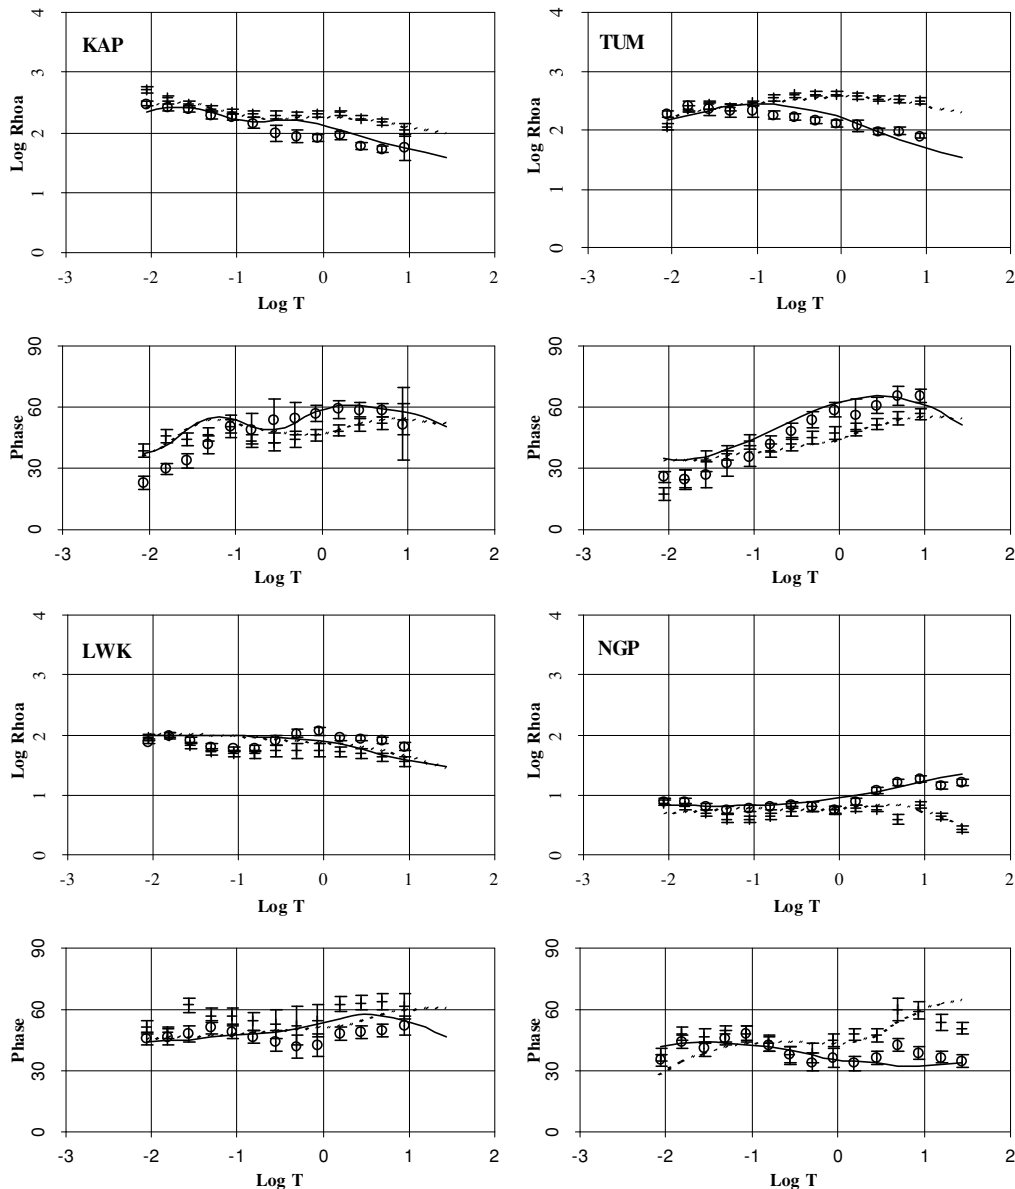 4 4
KAP TUM
3 3
Log Rhoa Log Rhoa
2 2
1 1
0 0
-3 -2 -1 0 1 2 -3 -2 -1 0 1 2
Log T Log T
90 90
60 60
Phase Phase
30 30
0 0
-3 -2 -1 0 1 2 -3 -2 -1 0 1 2
Log T Log T
4 4
LWK NGP
3 3
Log Rhoa Log Rhoa
2 2
1 1
0 0
-3 -2 -1 0 1 2 -3 -2 -1 0 1 2
Log T Log T
90 90
60 60
Phase Phase
30 30
0 0
-3 -2 -1 0 1 2 -3 -2 -1 0 1 2
Log T Log T